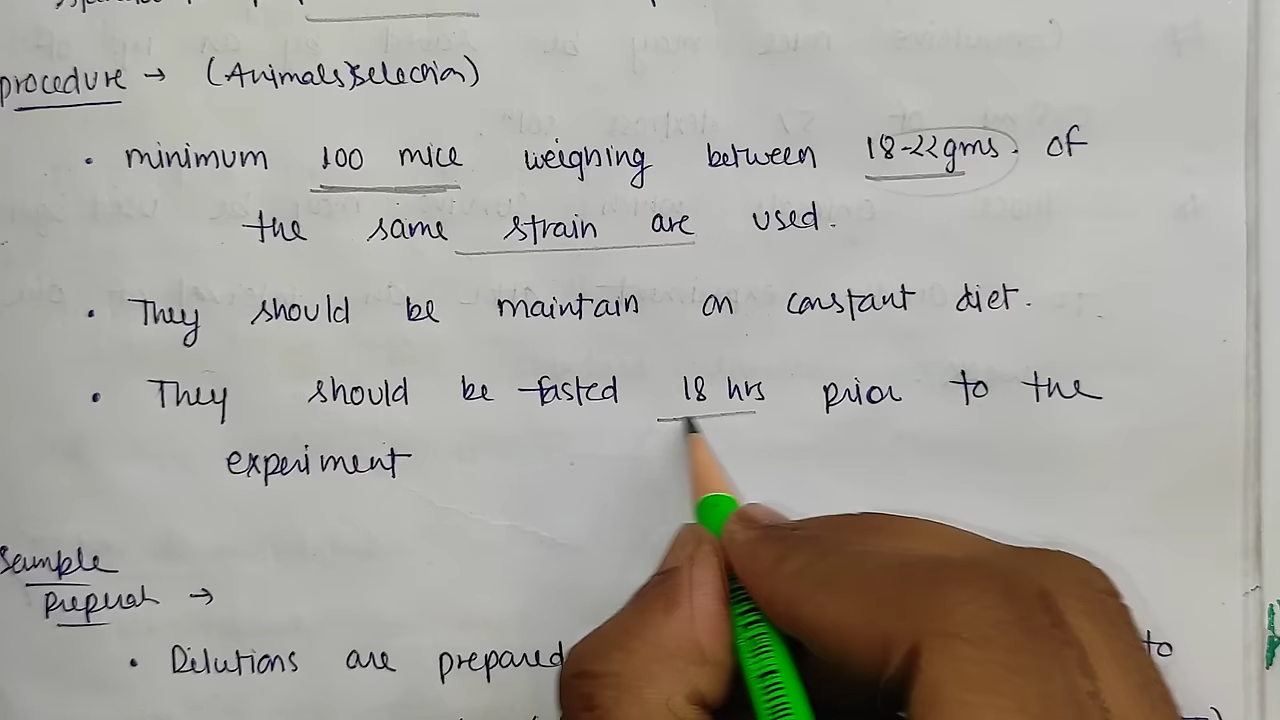 procedure → (Animals selection)
• minimum 100 mice weighing between 18-22gms. of
the same strain are used.
• They should be maintain on constant diet.
• They should be fasted 18 hrs prior to the
experiment
Sample
→
• Dilutions are prepared to